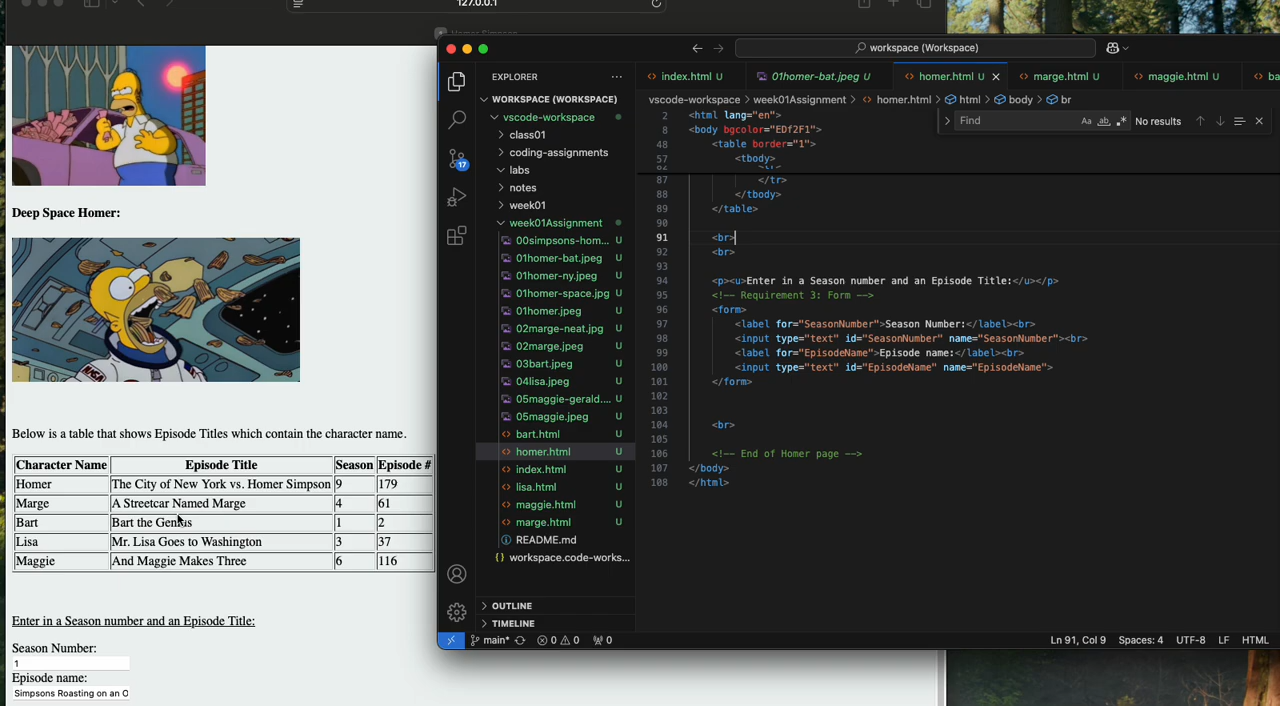 127.0.0.1
Homer Simpson
Deep Space Homer:
Below is a table that shows Episode Titles which contain the character name.
Character Name Episode Title Season Episode #
Homer The City of New York vs. Homer Simpson 9 179
Marge A Streetcar Named Marge 4 61
Bart Bart the Genius 1 2
Lisa Mr. Lisa Goes to Washington 3 37
Maggie And Maggie Makes Three 6 116
Enter in a Season number and an Episode Title:
Season Number:
1
Episode name:
Simpsons Roasting on an O
workspace (Workspace)
EXPLORER
WORKSPACE (WORKSPACE)
vscode-workspace
class01
coding-assignments
labs
notes
week01
week01Assignment
00simpsons-hom... U
01homer-bat.jpeg U
01homer-ny.jpeg U
01homer-space.jpg U
01homer.jpeg U
02marge-neat.jpg U
02marge.jpeg U
03bart.jpeg U
04lisa.jpeg U
05maggie-gerald.... U
05maggie.jpeg U
bart.html U
homer.html U
index.html U
lisa.html U
maggie.html U
marge.html U
README.md
{} workspace.code-works...
OUTLINE
TIMELINE
17
index.html U 01homer-bat.jpeg U homer.html U marge.html U maggie.html U ba
vscode-workspace > week01Assignment > homer.html > html > body > br
Find Aa ab .* No results
2 <html lang="en">
8 <body bgcolor="EDf2F1">
48 <table border="1">
57 <tbody>
87 </tr>
88 </tbody>
89 </table>
90
91 <br>
92 <br>
93
94 <p><u>Enter in a Season number and an Episode Title:</u></p>
95 <!-- Requirement 3: Form -->
96 <form>
97 <label for="SeasonNumber">Season Number:</label><br>
98 <input type="text" id="SeasonNumber" name="SeasonNumber"><br>
99 <label for="EpisodeName">Episode name:</label><br>
100 <input type="text" id="EpisodeName" name="EpisodeName">
101 </form>
102
103
104 <br>
105
106 <!-- End of Homer page -->
107 </body>
108 </html>
main* 0 0 0 Ln 91, Col 9 Spaces: 4 UTF-8 LF HTML